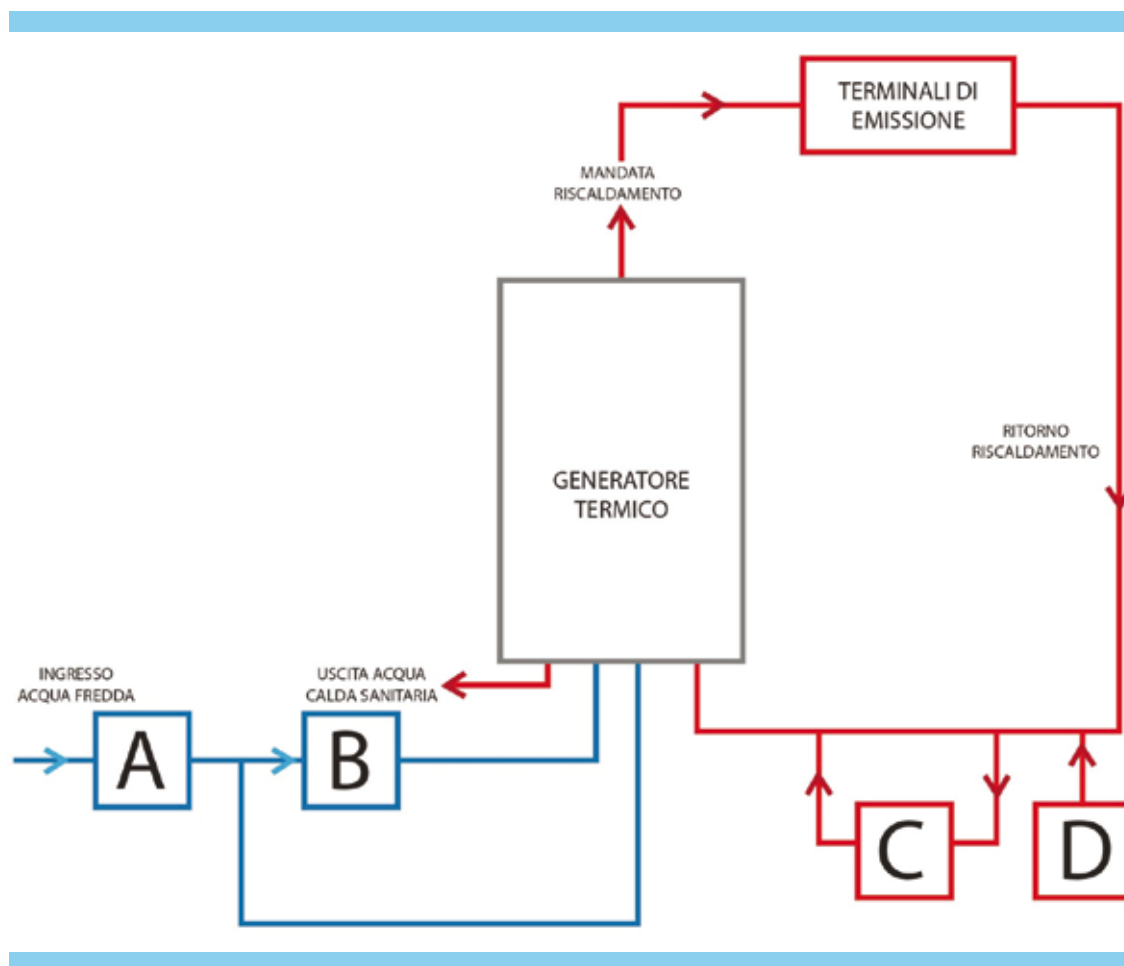 TERMINALI DI
EMISSIONE
MANDATA
RISCALDAMENTO
RITORNO
RISCALDAMENTO
GENERATORE
TERMICO
INGRESSO
ACQUA FREDDA
USCITA ACQUA
CALDA SANITARIA
A
B
C
D